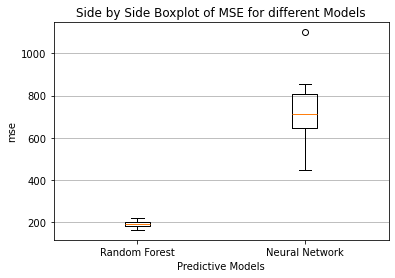 Side by Side Boxplot of MSE for different Models
1000
800
600
400
200
mse
Random Forest
Neural Network
Predictive Models